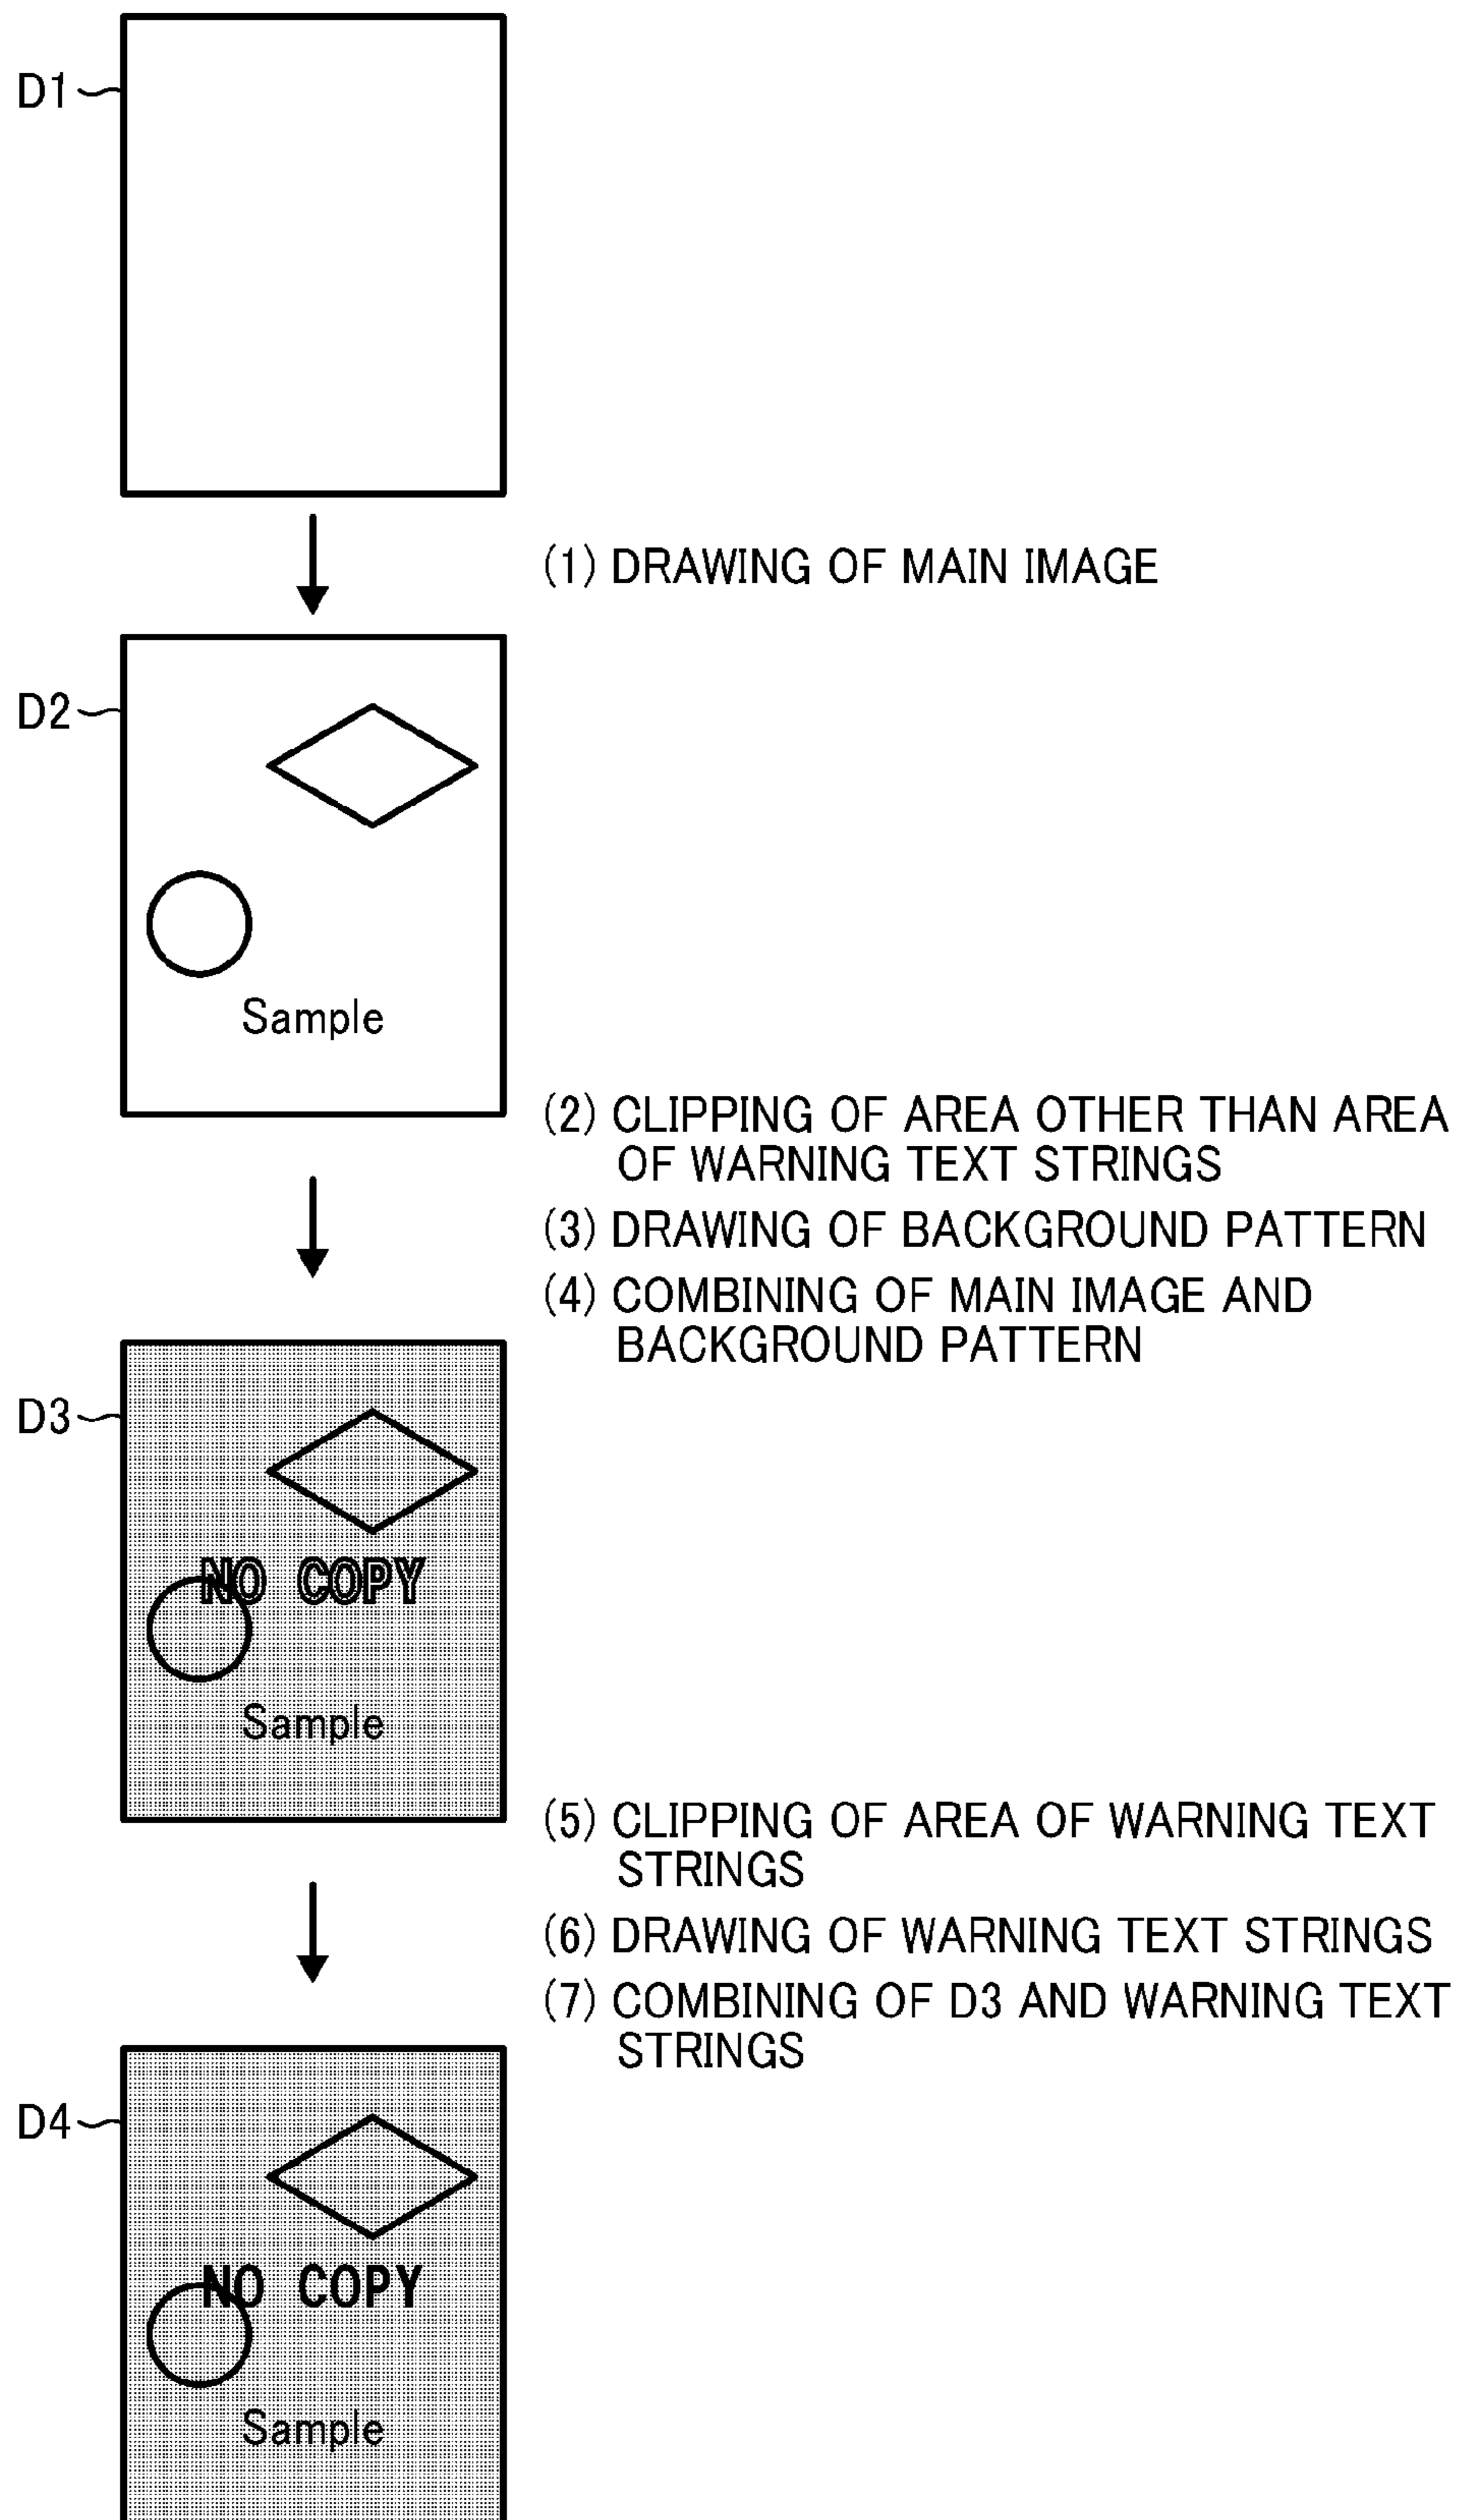 D1
(1) DRAWING OF MAIN IMAGE
D2
Sample
(2) CLIPPING OF AREA OTHER THAN AREA
OF WARNING TEXT STRINGS
(3) DRAWING OF BACKGROUND PATTERN
(4) COMBINING OF MAIN IMAGE AND
BACKGROUND PATTERN
D3
NO COPY
Sample
(5) CLIPPING OF AREA OF WARNING TEXT
STRINGS
(6) DRAWING OF WARNING TEXT STRINGS
(7) COMBINING OF D3 AND WARNING TEXT
STRINGS
D4
NO COPY
Sample